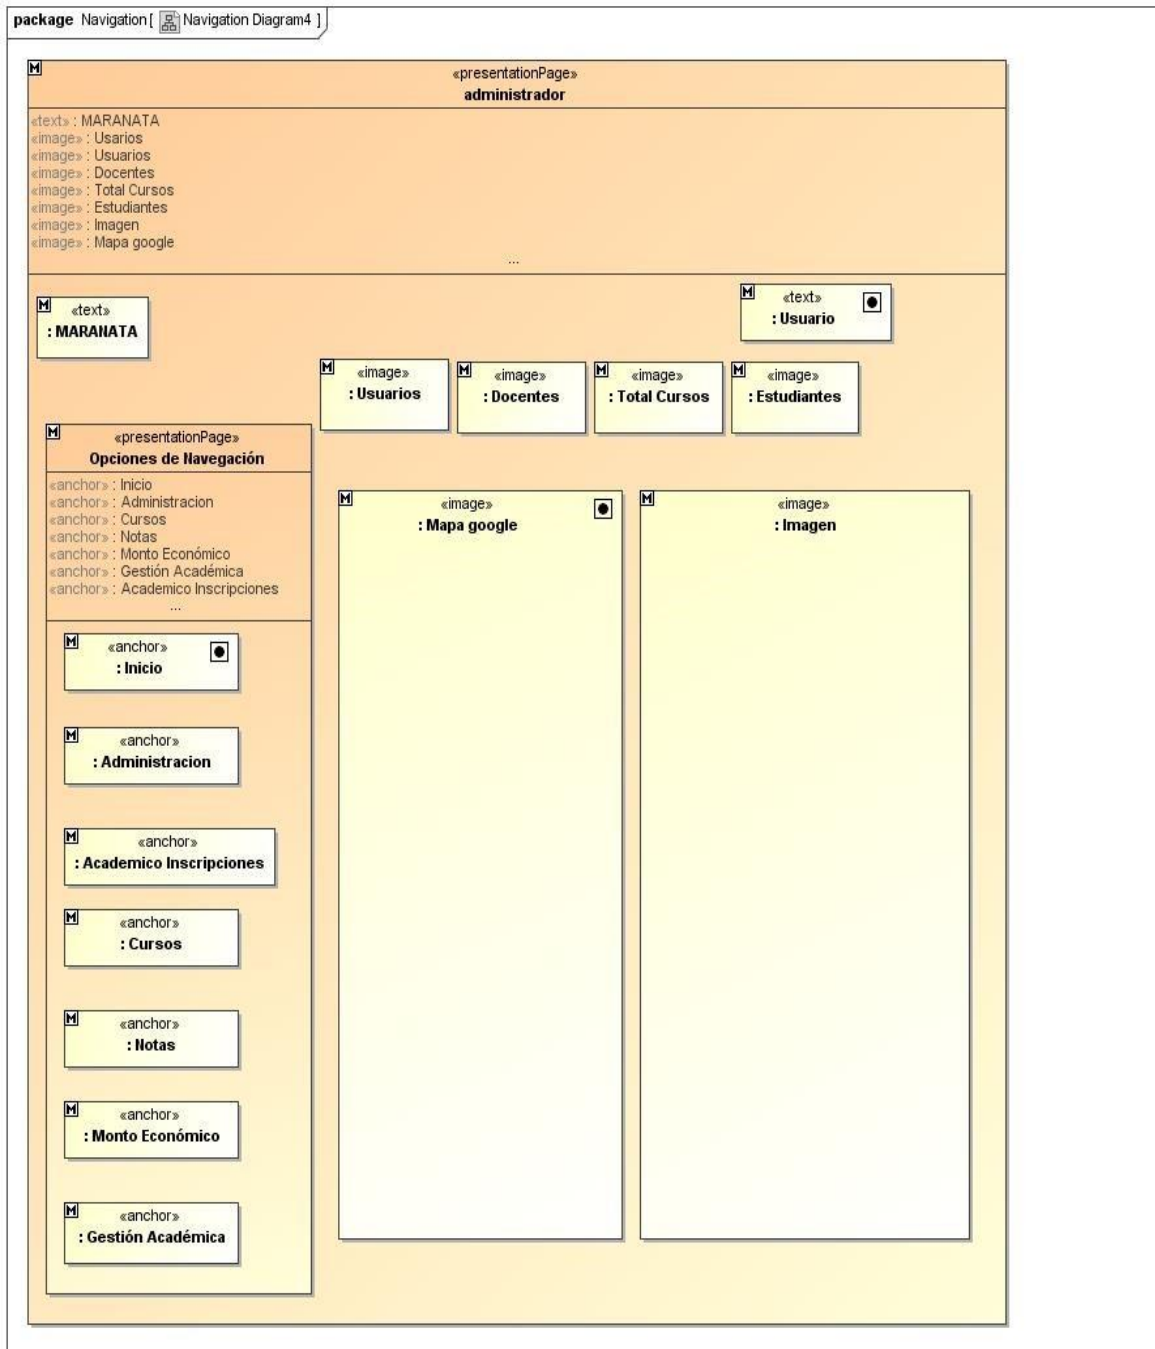 package Navigation [ Navigation Diagram4 ]
M
«presentationPage»
administrador
«text» : MARANATA
«image» : Usarios
«image» : Usuarios
«image» : Docentes
«image» : Total Cursos
«image» : Estudiantes
«image» : Imagen
«image» : Mapa google
...
M
«text»
: MARANATA
M
«text»
: Usuario
M
«image»
: Usuarios
M
«image»
: Docentes
M
«image»
: Total Cursos
M
«image»
: Estudiantes
M
«presentationPage»
Opciones de Navegación
«anchor» : Inicio
«anchor» : Administracion
«anchor» : Cursos
«anchor» : Notas
«anchor» : Monto Económico
«anchor» : Gestión Académica
«anchor» : Academico Inscripciones
...
M
«anchor»
: Inicio
M
«anchor»
: Administracion
M
«anchor»
: Academico Inscripciones
M
«anchor»
: Cursos
M
«anchor»
: Notas
M
«anchor»
: Monto Económico
M
«anchor»
: Gestión Académica
M
«image»
: Mapa google
M
«image»
: Imagen